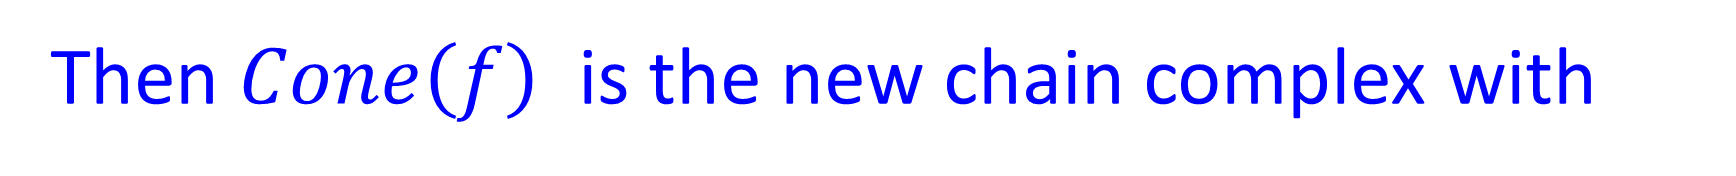 Then Cone(f) is the new chain complex with